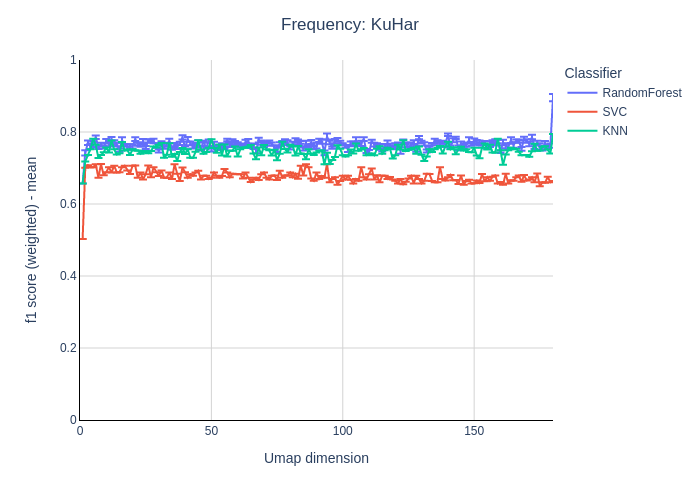 Frequency: KuHar
f1 score (weighted) - mean
1
0.8
0.6
0.4
0.2
0
0 50 100 150
Umap dimension
Classifier
RandomForest
SVC
KNN